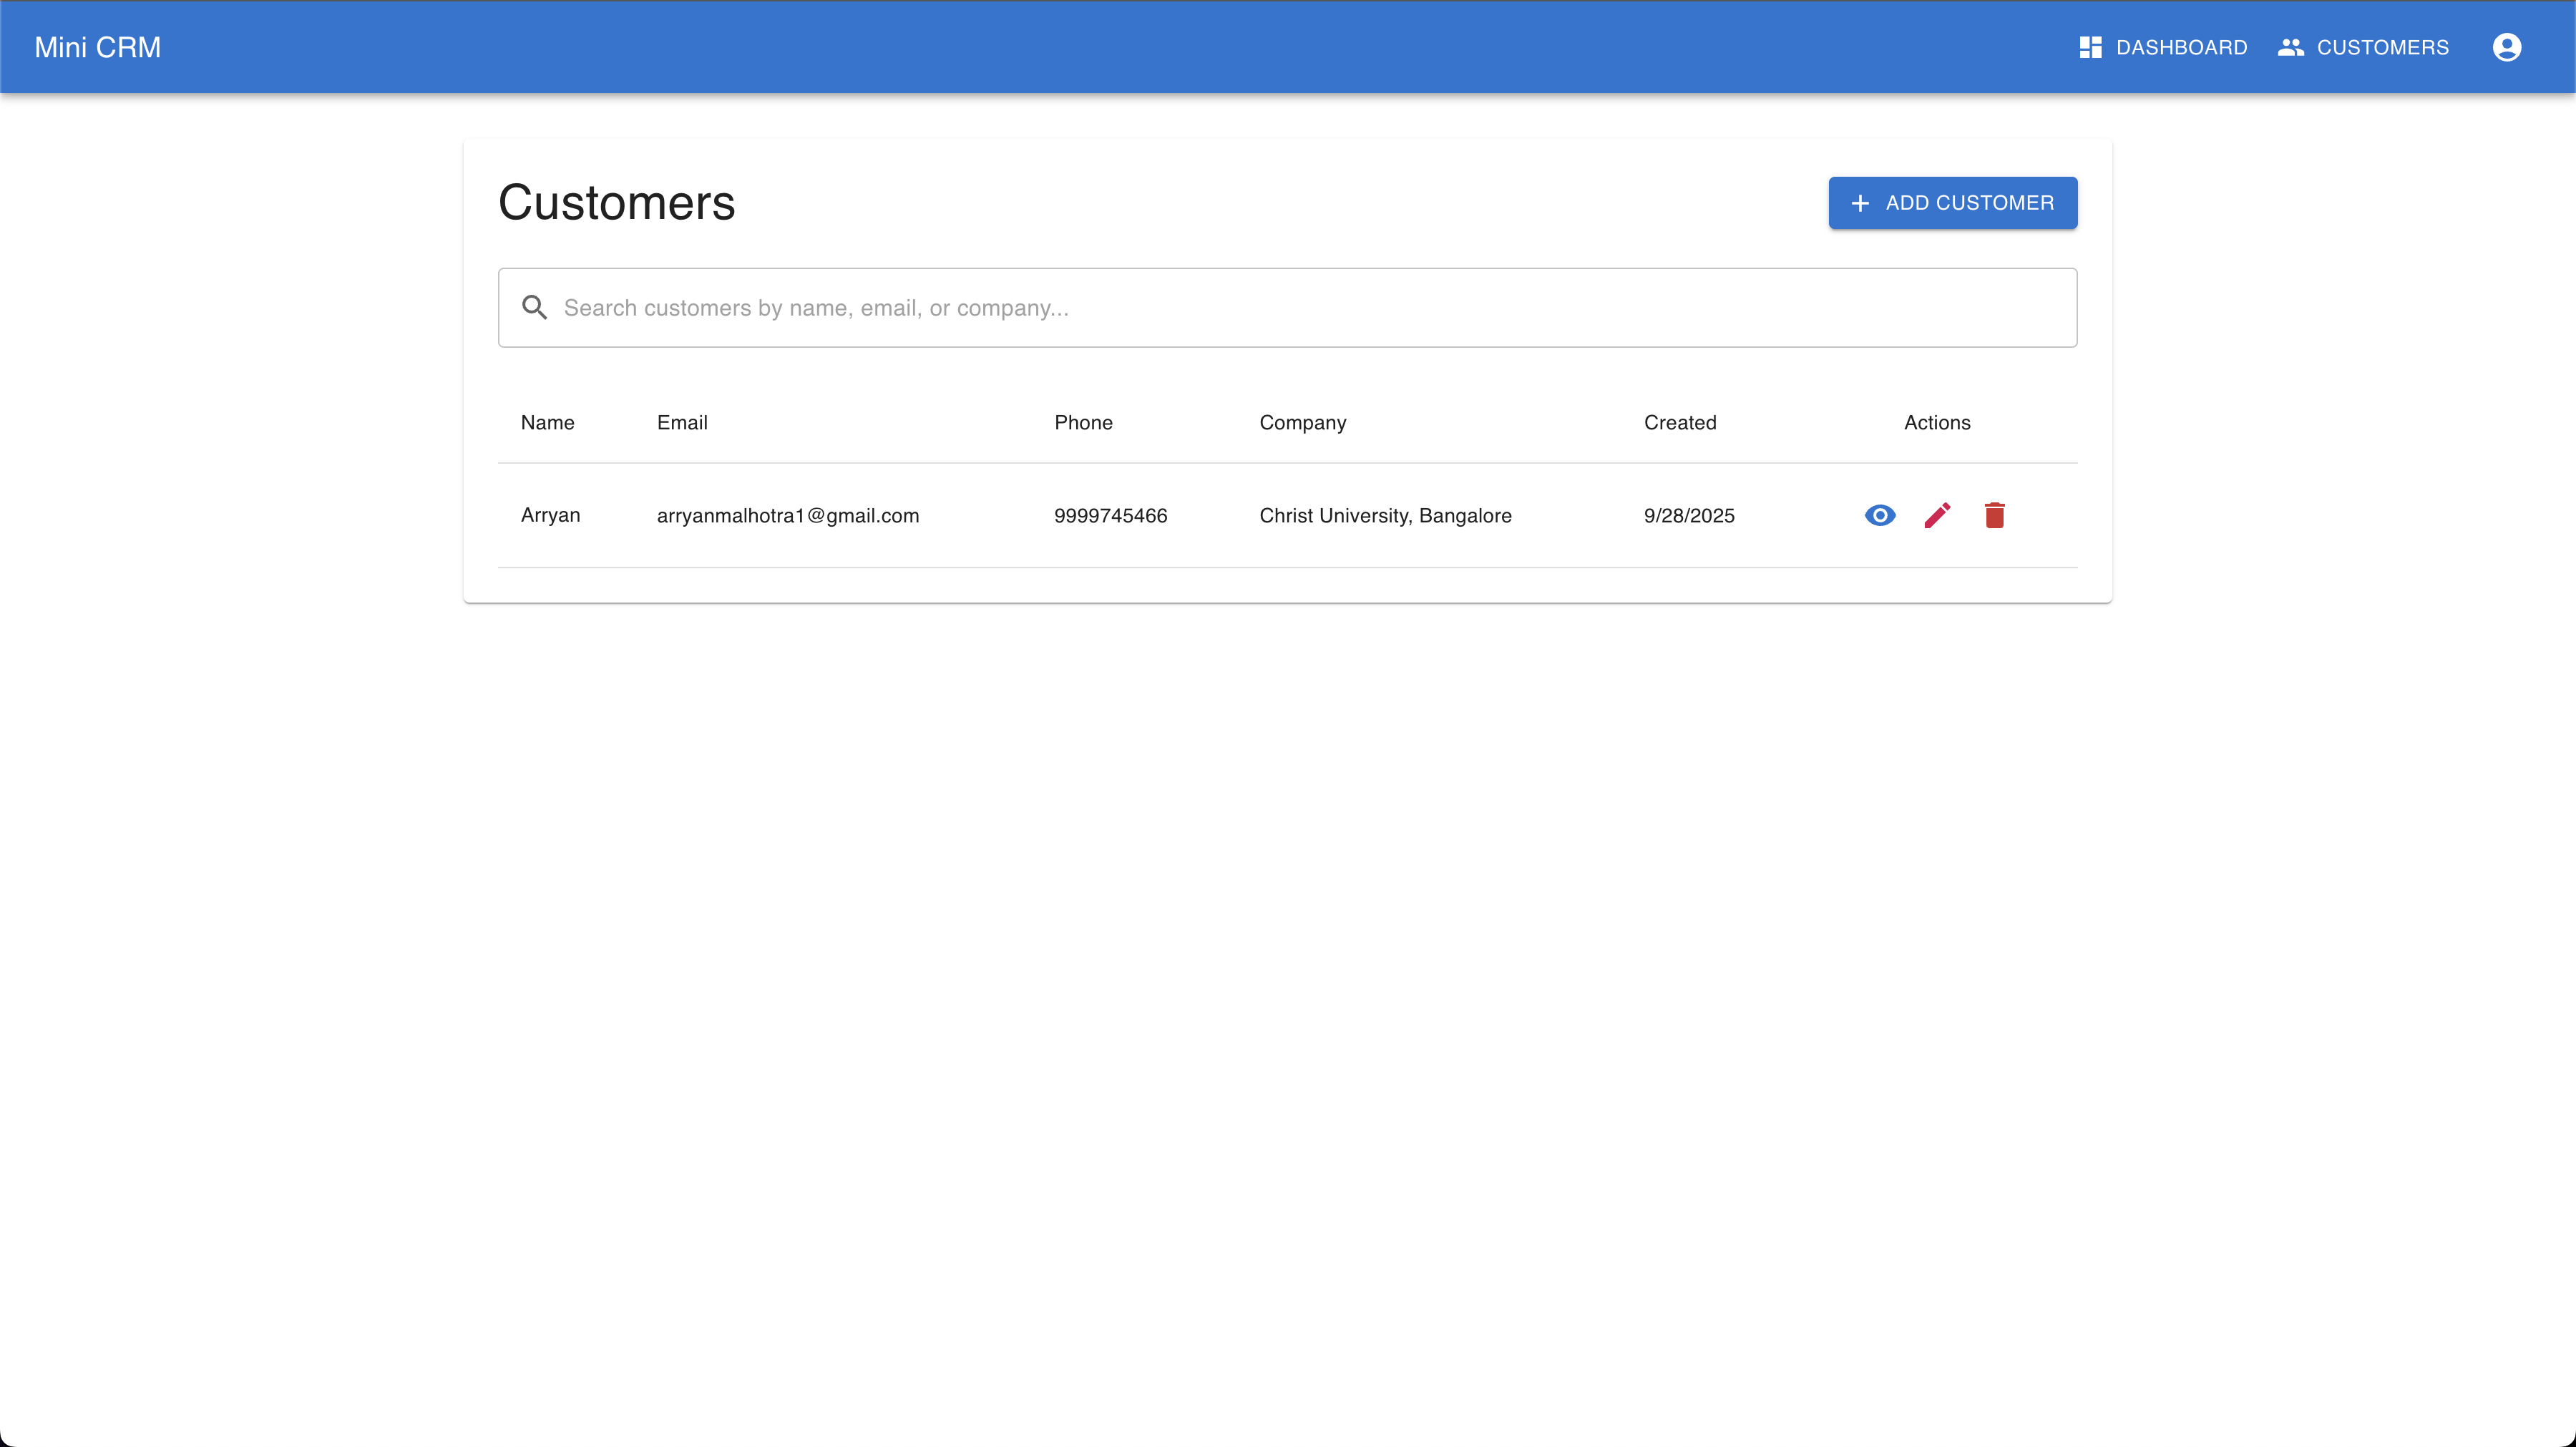 Mini CRM
DASHBOARD CUSTOMERS
Customers
ADD CUSTOMER
Search customers by name, email, or company...
Name Email Phone Company Created Actions
Arryan arryanmalhotra1@gmail.com 9999745466 Christ University, Bangalore 9/28/2025